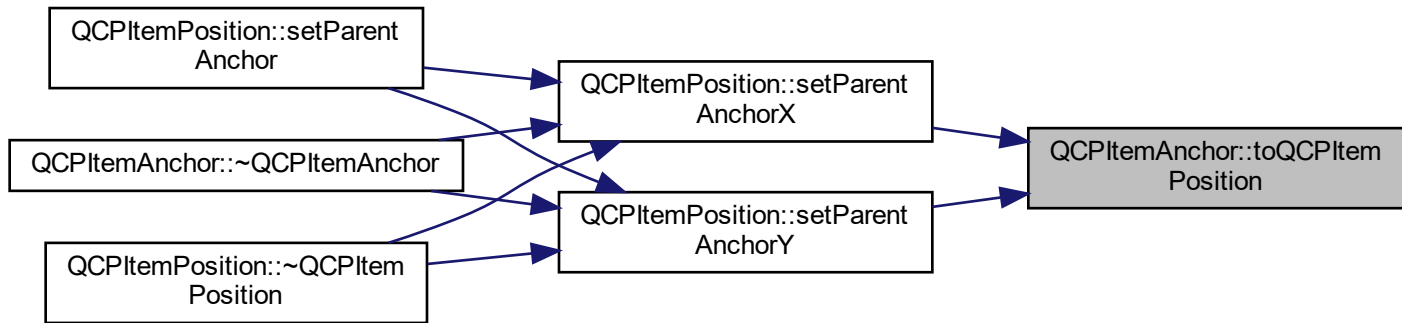 QCPItemPosition::setParent
Anchor
QCPItemAnchor::~QCPItemAnchor
QCPItemPosition::~QCPItem
Position
QCPItemPosition::setParent
AnchorX
QCPItemPosition::setParent
AnchorY
QCPItemAnchor::toQCPItem
Position